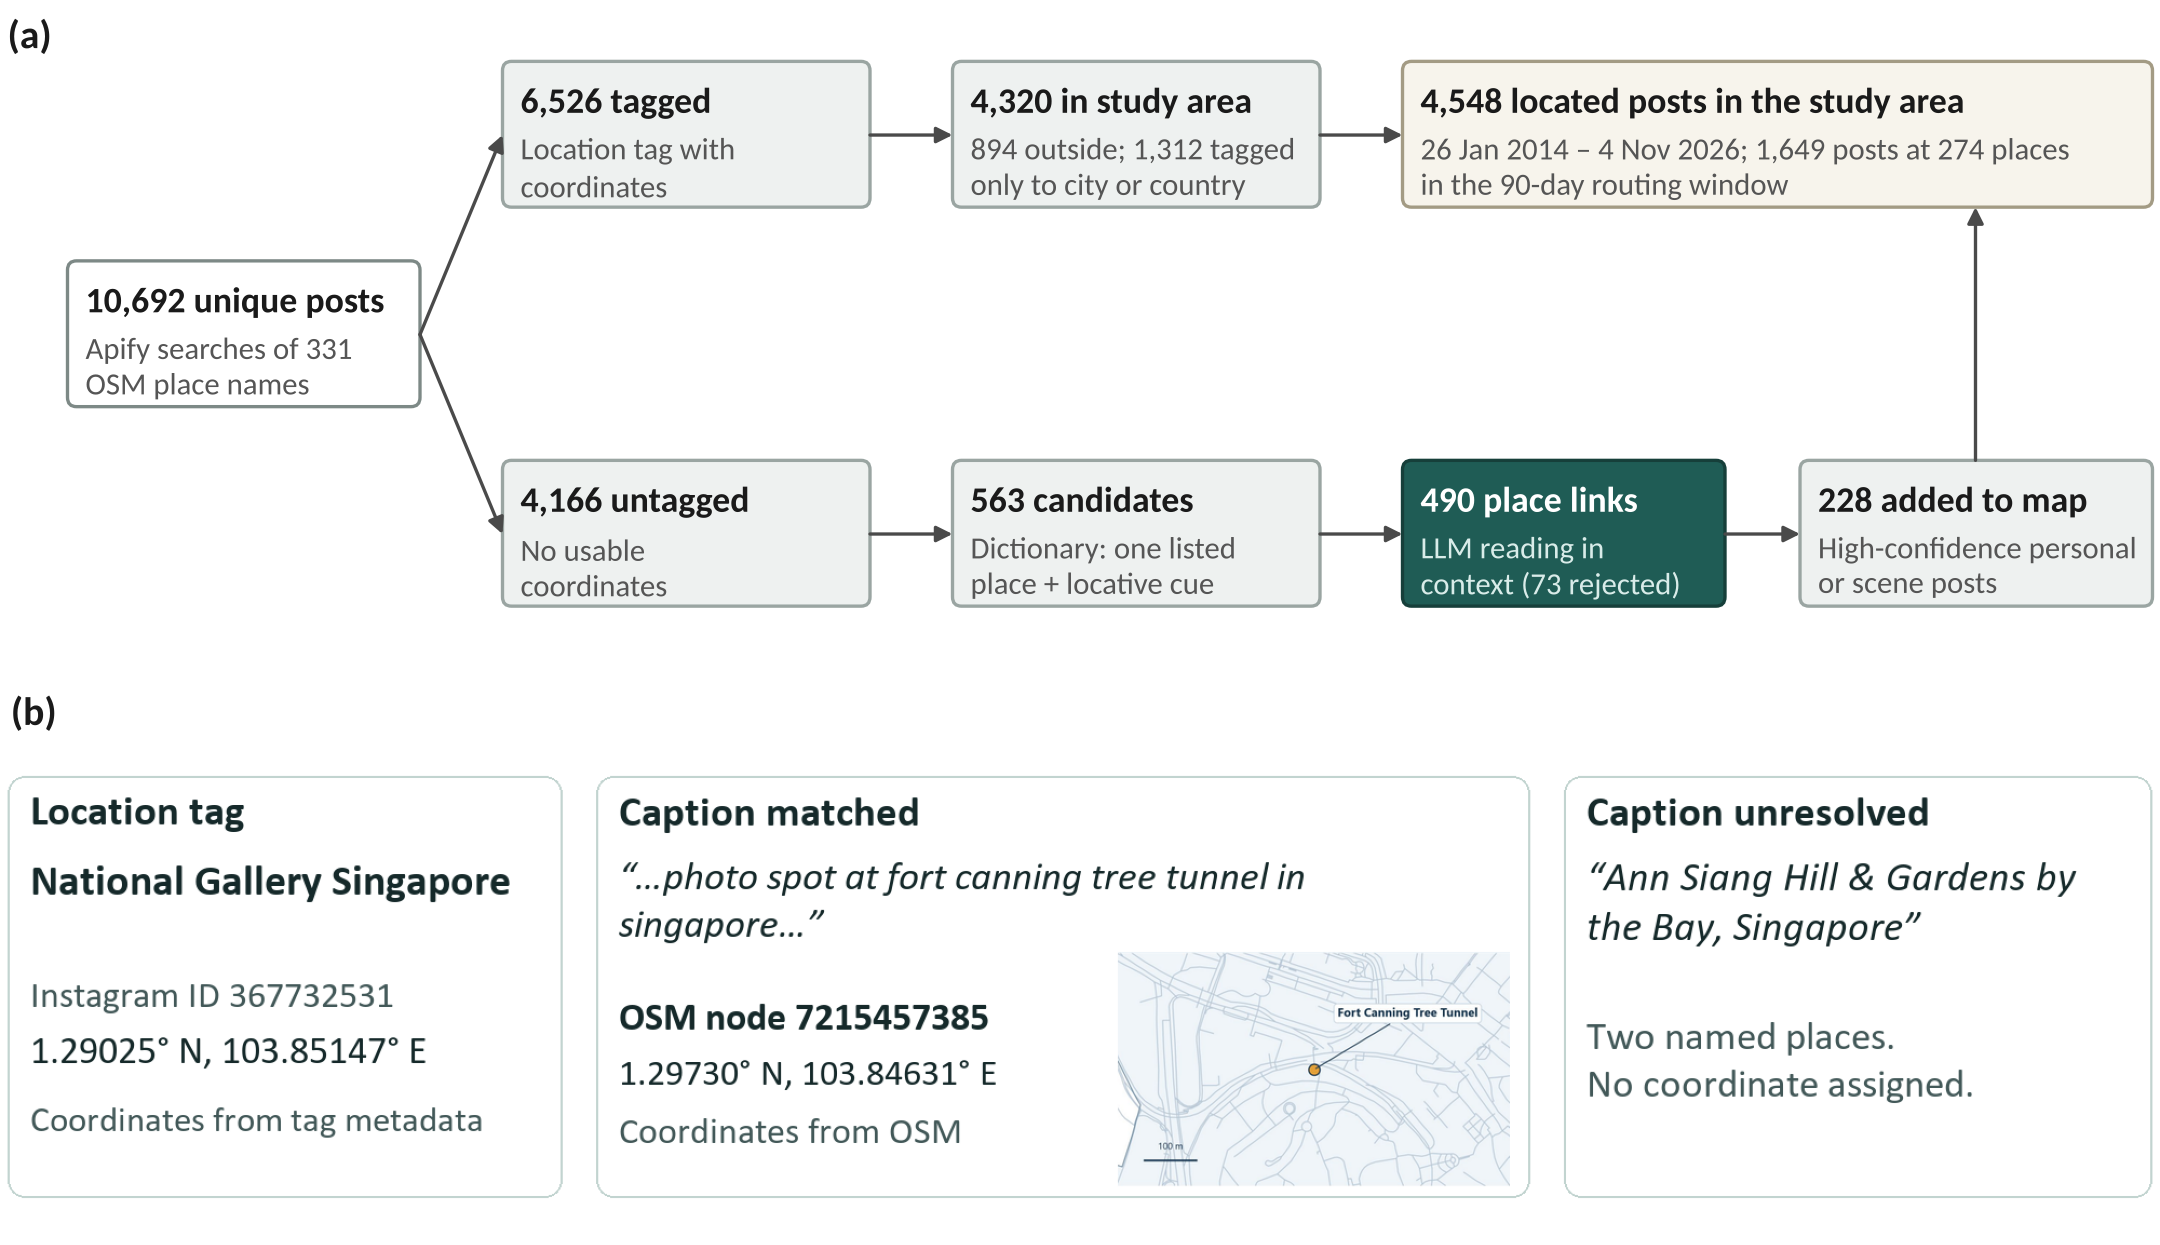 (a)
6,526 tagged
Location tag with
coordinates
4,320 in study area
894 outside; 1,312 tagged
only to city or country
4,548 located posts in the study area
26 Jan 2014 – 4 Nov 2026; 1,649 posts at 274 places
in the 90-day routing window
10,692 unique posts
Apify searches of 331
OSM place names
4,166 untagged
No usable
coordinates
563 candidates
Dictionary: one listed
place + locative cue
490 place links
LLM reading in
context (73 rejected)
228 added to map
High-confidence personal
or scene posts
(b)
Location tag
National Gallery Singapore
Instagram ID 367732531
1.29025° N, 103.85147° E
Coordinates from tag metadata
Caption matched
“...photo spot at fort canning tree tunnel in
singapore...”
OSM node 7215457385
1.29730° N, 103.84631° E
Coordinates from OSM
Fort Canning Tree Tunnel
100 m
Caption unresolved
“Ann Siang Hill & Gardens by
the Bay, Singapore”
Two named places.
No coordinate assigned.